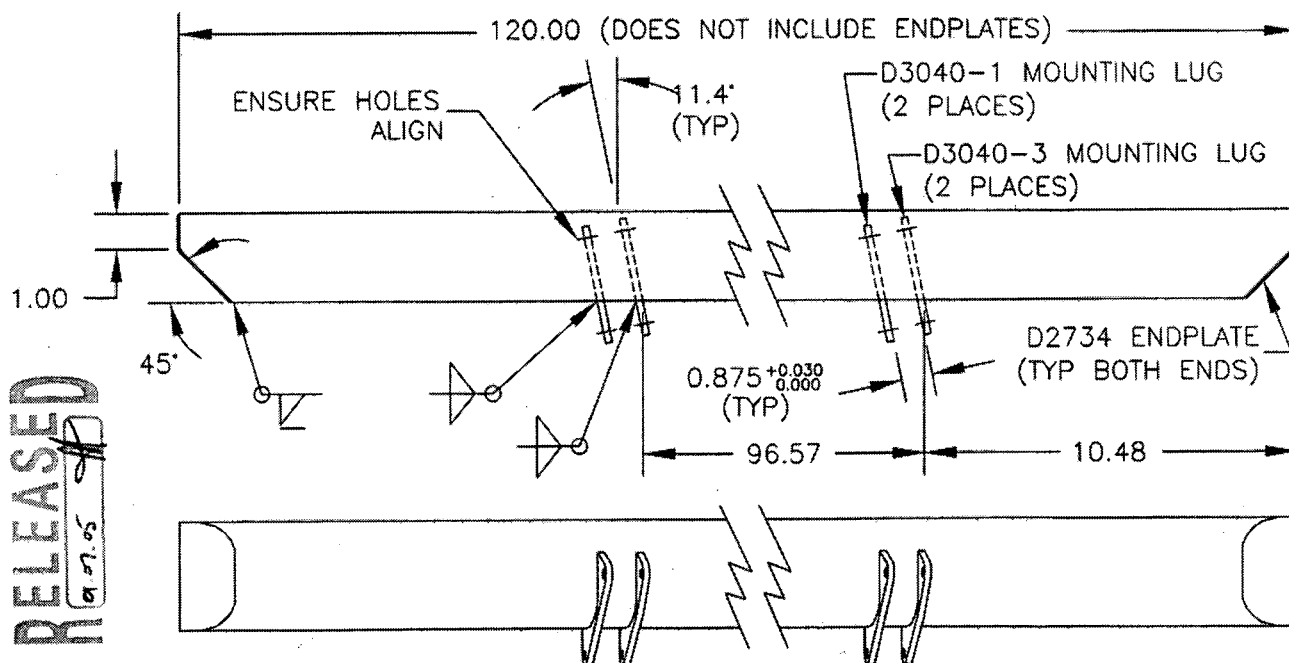 120.00 (DOES NOT INCLUDE ENDPLATES)
ENSURE HOLES
ALIGN
11.4°
(TYP)
D3040-1 MOUNTING LUG
(2 PLACES)
D3040-3 MOUNTING LUG
(2 PLACES)
1.00
45°
0.875 +0.030
0.000
(TYP)
D2734 ENDPLATE
(TYP BOTH ENDS)
96.57
10.48
RELEASED